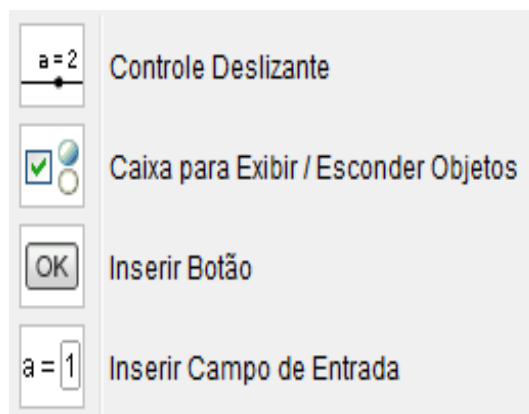 a = 2
Controle Deslizante
Caixa para Exibir / Esconder Objetos
OK
Inserir Botão
a = 1
Inserir Campo de Entrada